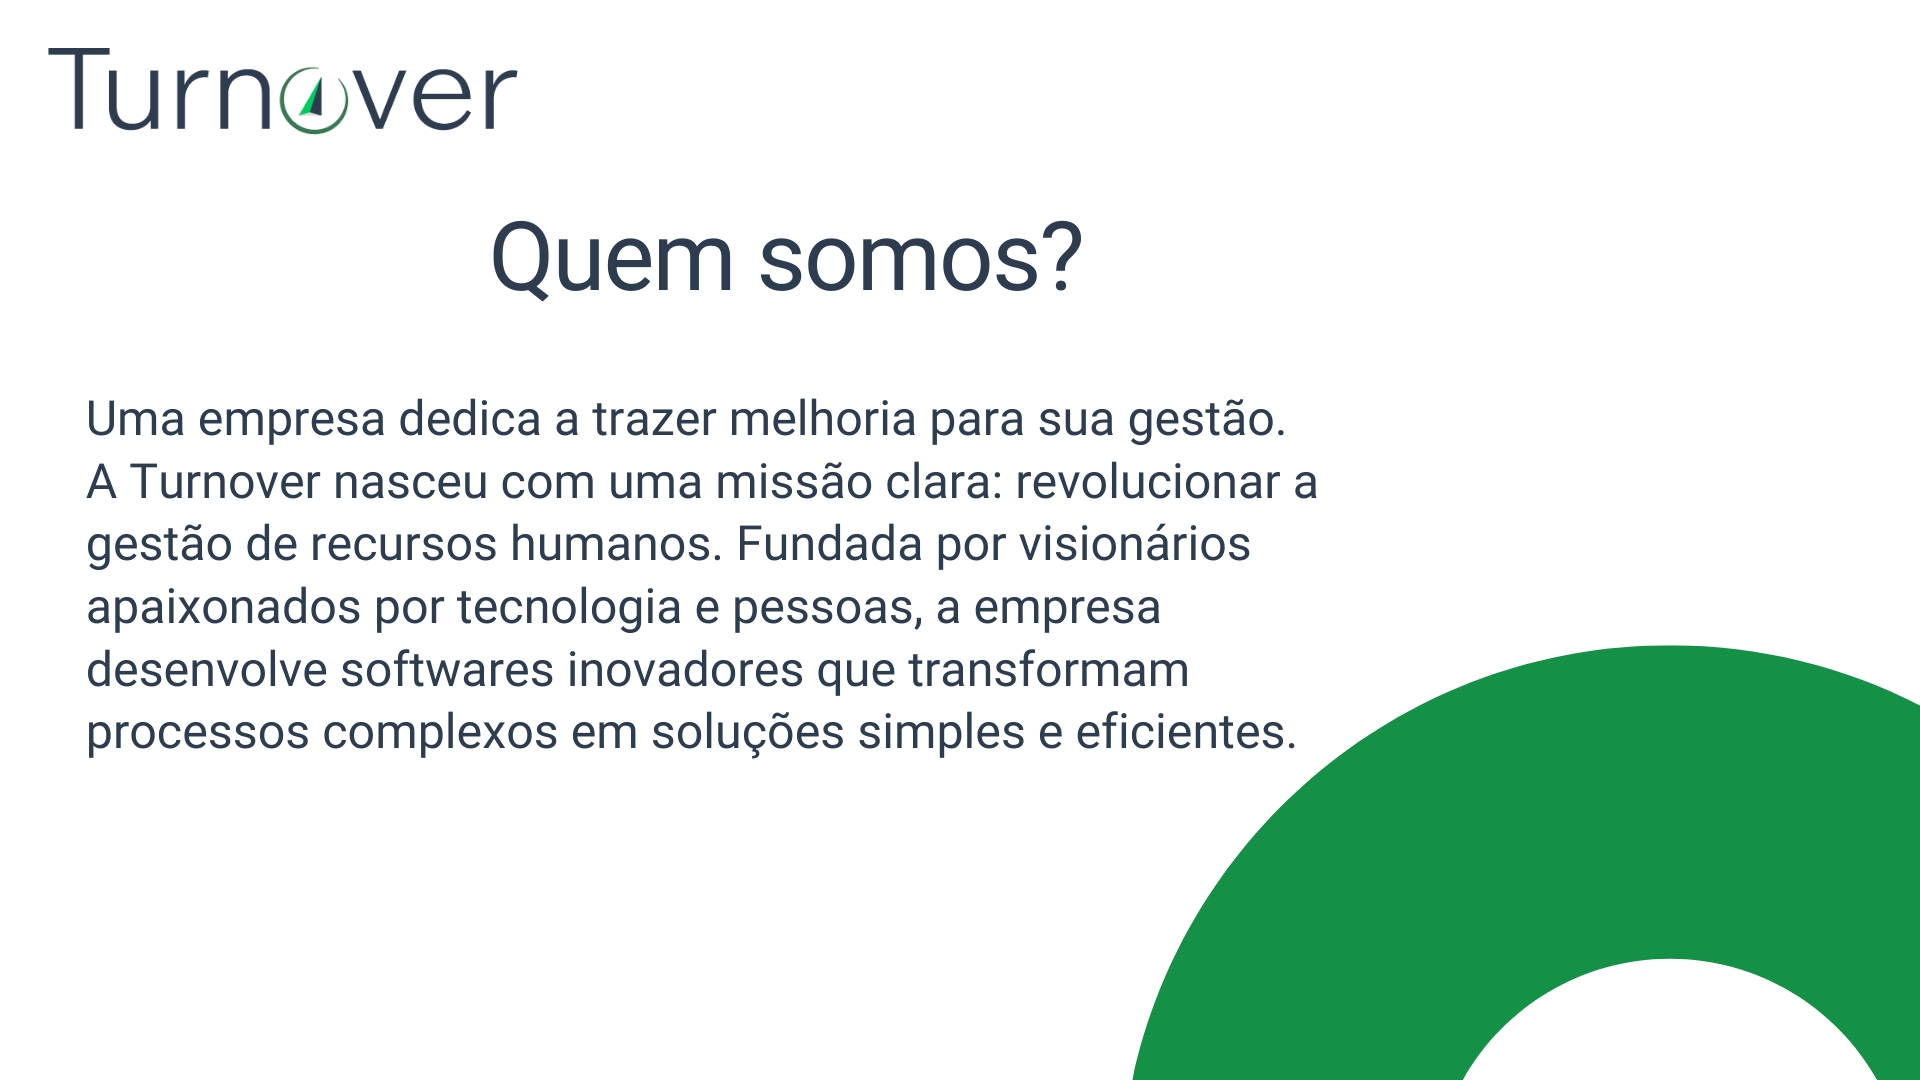 Turnover
Quem somos?
Uma empresa dedica a trazer melhoria para sua gestão.
A Turnover nasceu com uma missão clara: revolucionar a
gestão de recursos humanos. Fundada por visionários
apaixonados por tecnologia e pessoas, a empresa
desenvolve softwares inovadores que transformam
processos complexos em soluções simples e eficientes.